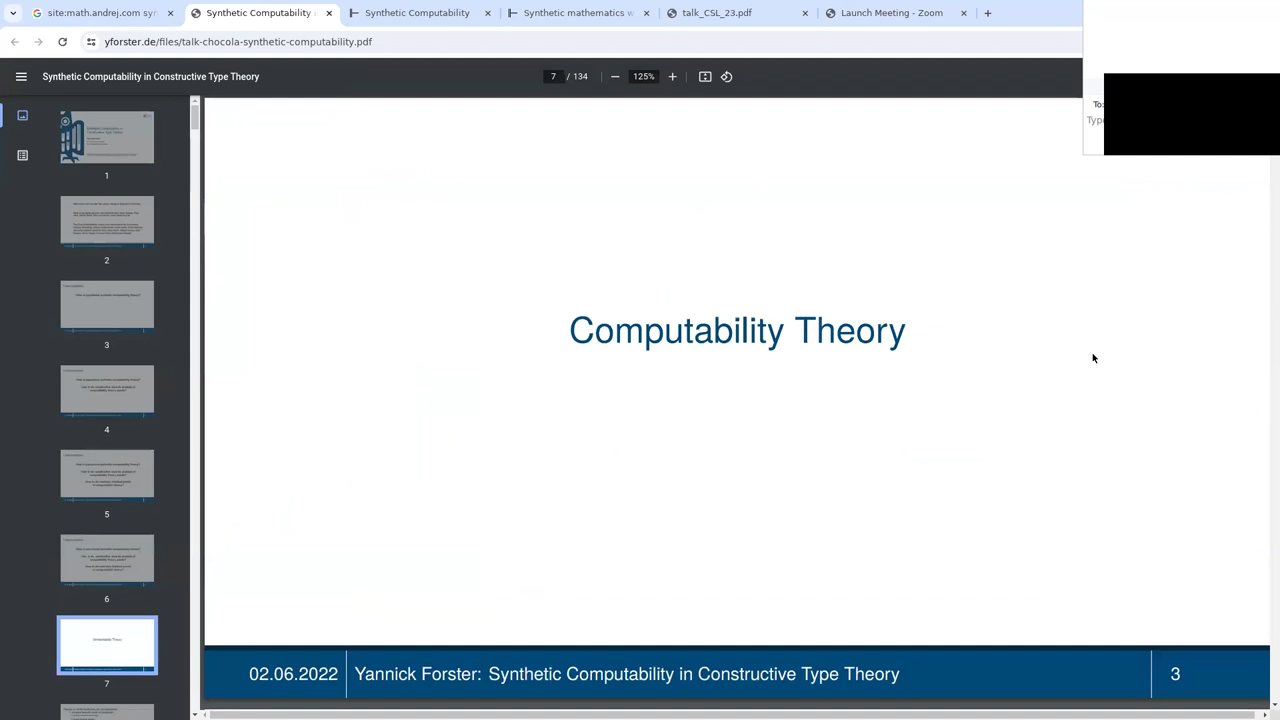 site:math.andrej.com syn
Synthetic Computability
Synthetic Computability
Synthetic mathematics w
talk_CSL_23.pdf
Launch Meeting - Zoom
yforster.de/files/talk-chocola-synthetic-computability.pdf
Synthetic Computability in Constructive Type Theory
7 / 134
125%
To:
Type
1
2
3
4
5
6
7
Computability Theory
02.06.2022
Yannick Forster: Synthetic Computability in Constructive Type Theory
3